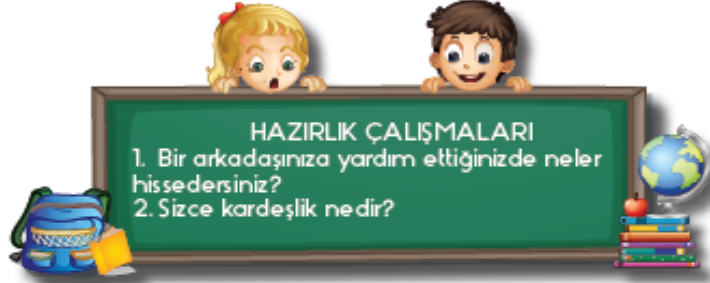 HAZIRLIK ÇALIŞMALARI
1. Bir arkadaşınıza yardım ettiğinizde neler
hissedersiniz?
2. Sizce kardeşlik nedir?